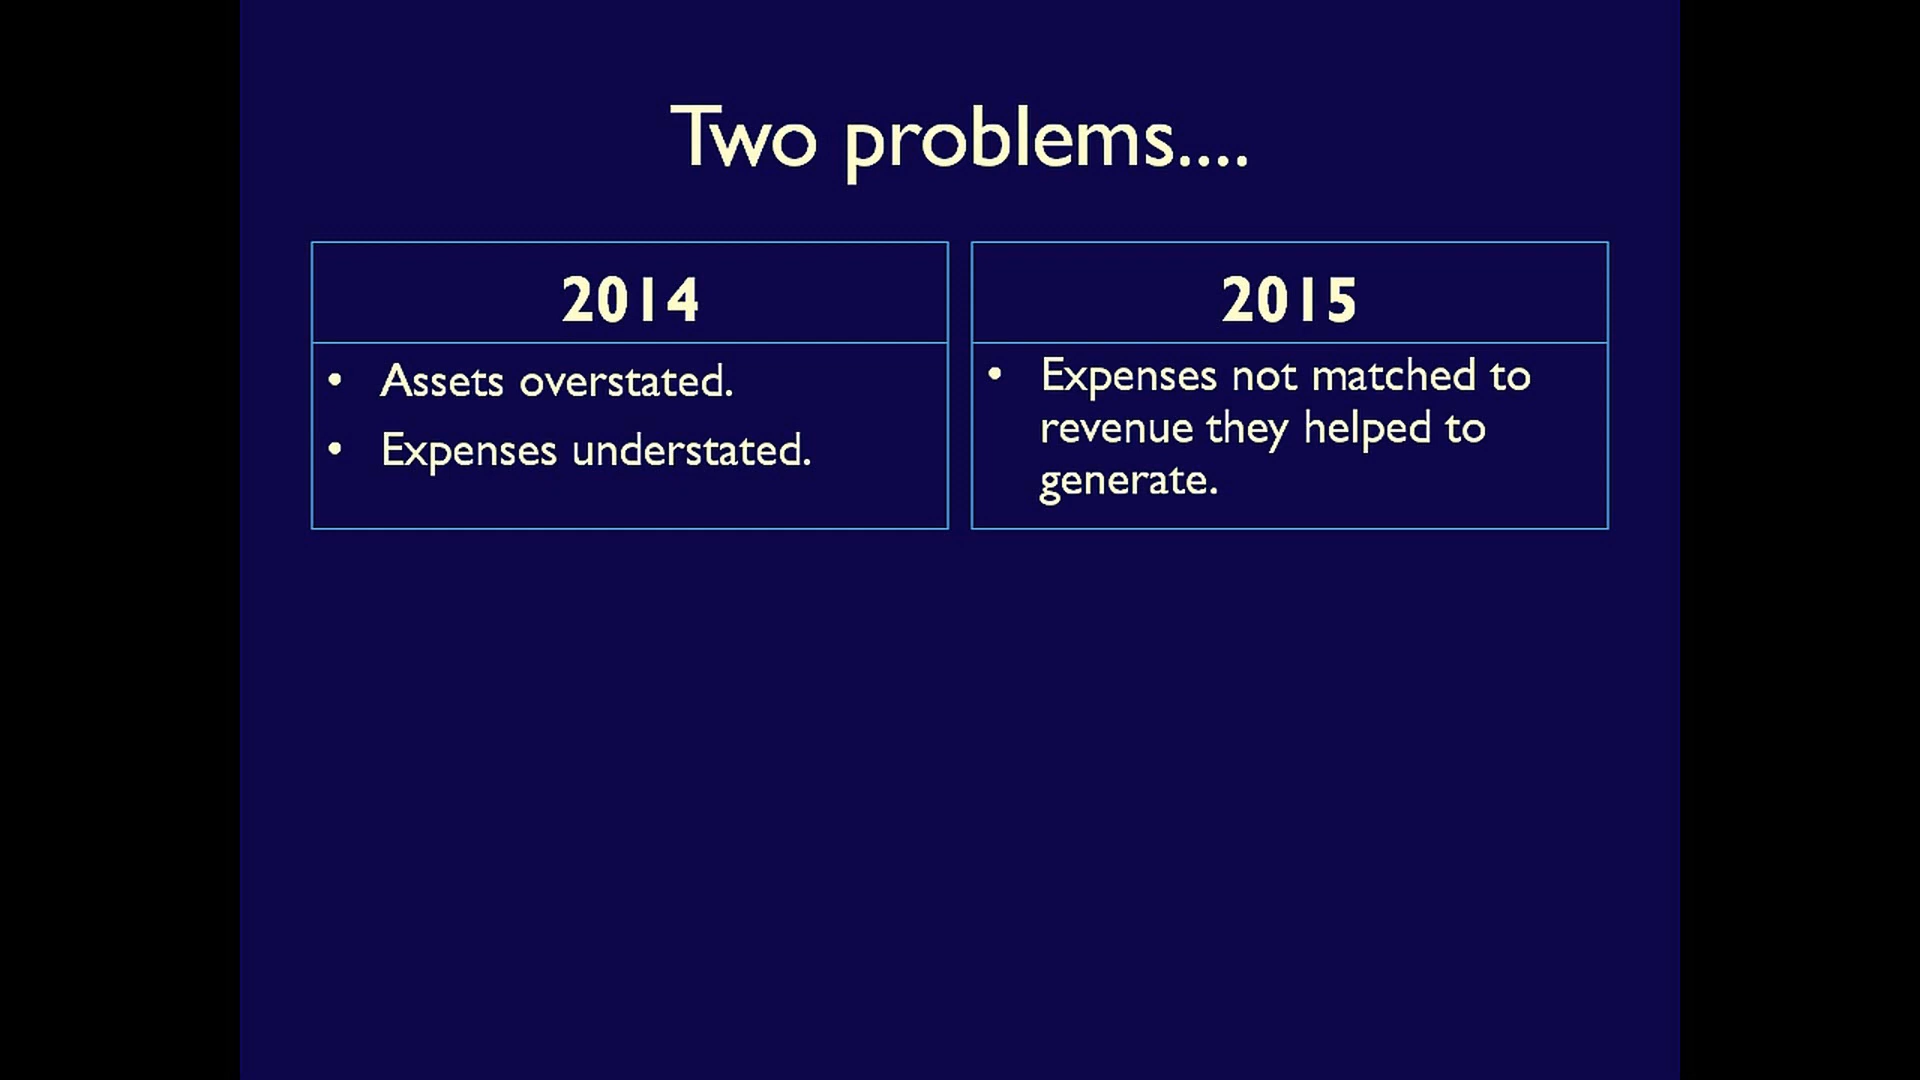 Two problems....
2014
• Assets overstated.
• Expenses understated.
2015
• Expenses not matched to
revenue they helped to
generate.